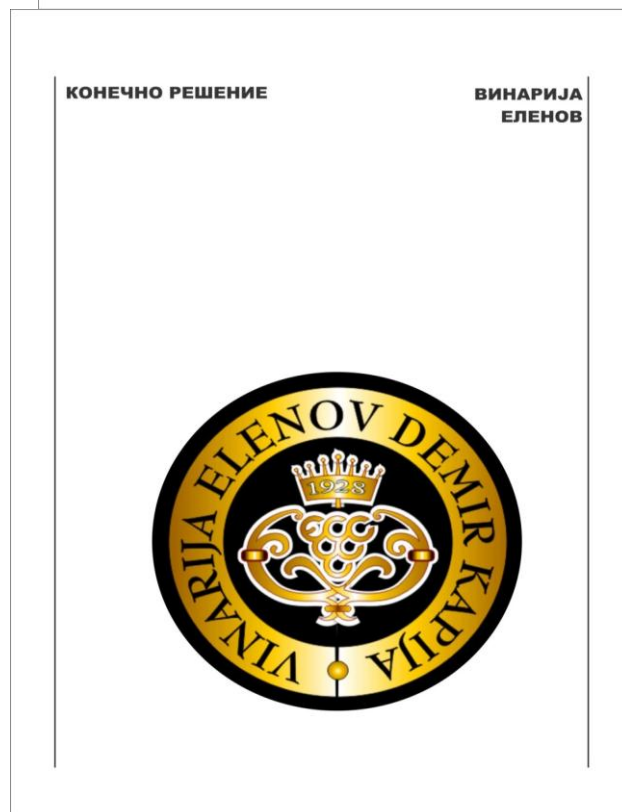 КОНЕЧНО РЕШЕНИЕ
ВИНАРИЈА
ЕЛЕНОВ
VINARIJA ELENOV DEMIR KAPIJA
1928